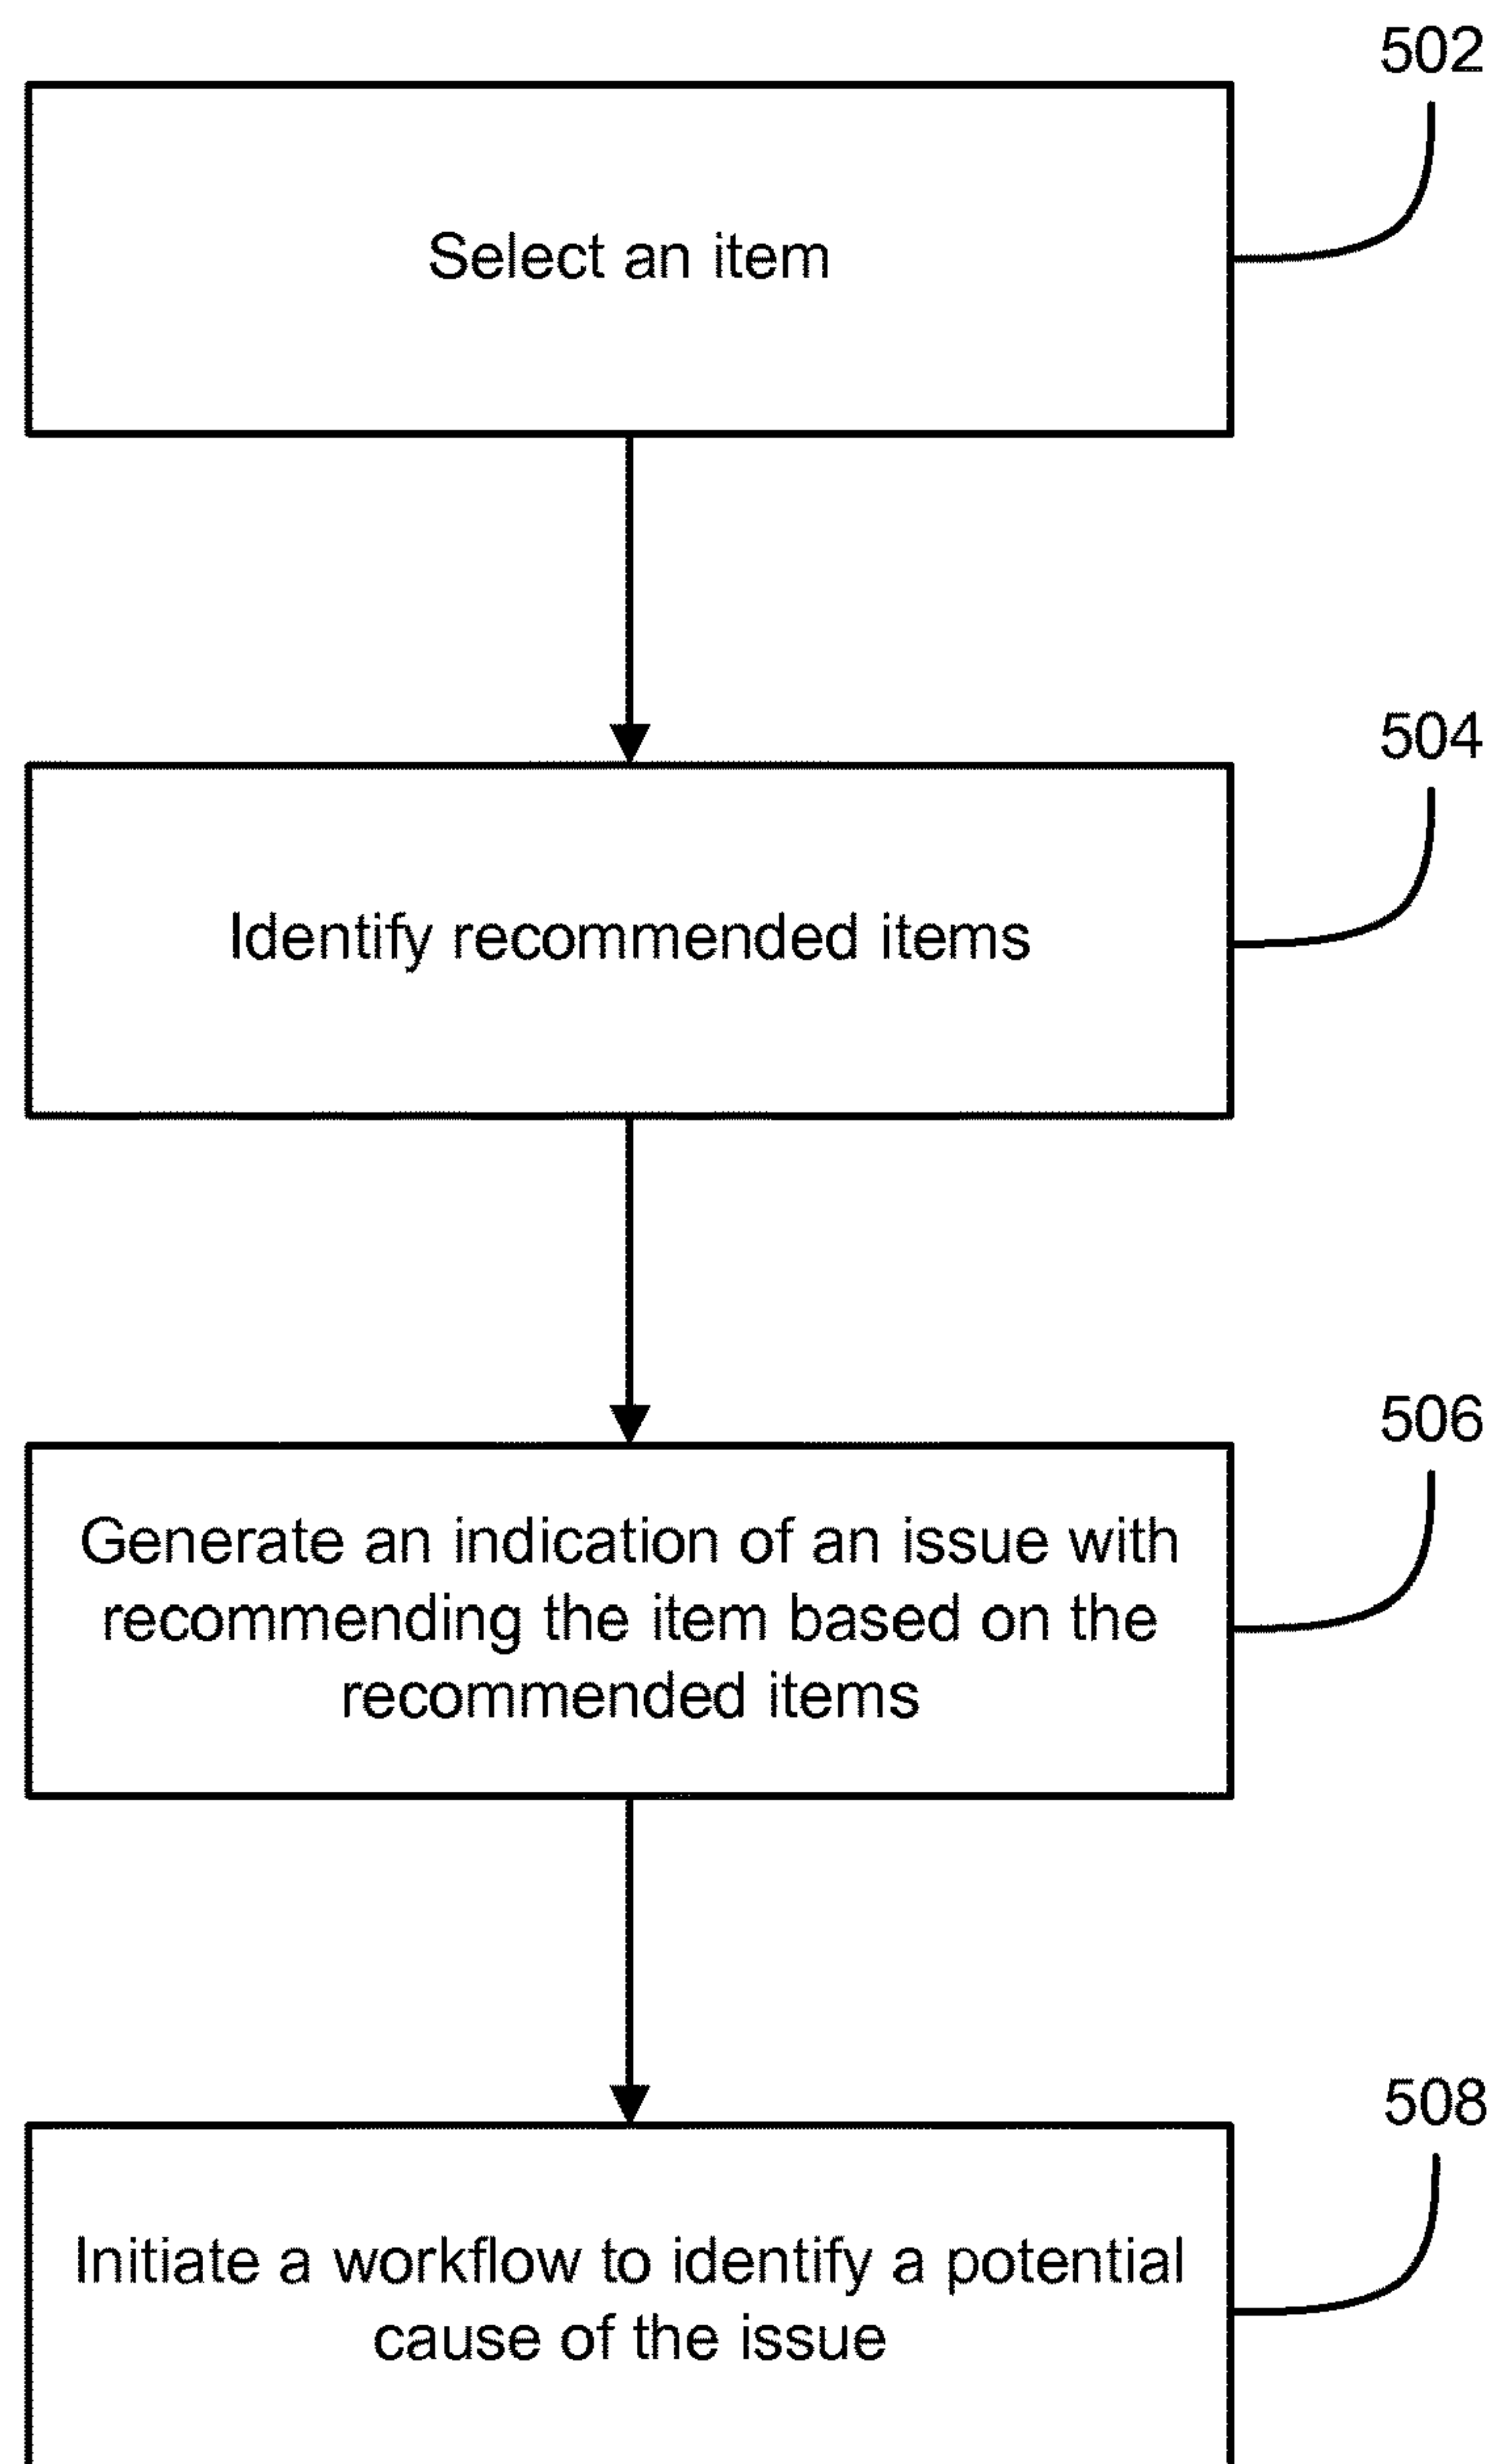 502
Select an item
504
Identify recommended items
506
Generate an indication of an issue with
recommending the item based on the
recommended items
508
Initiate a workflow to identify a potential
cause of the issue